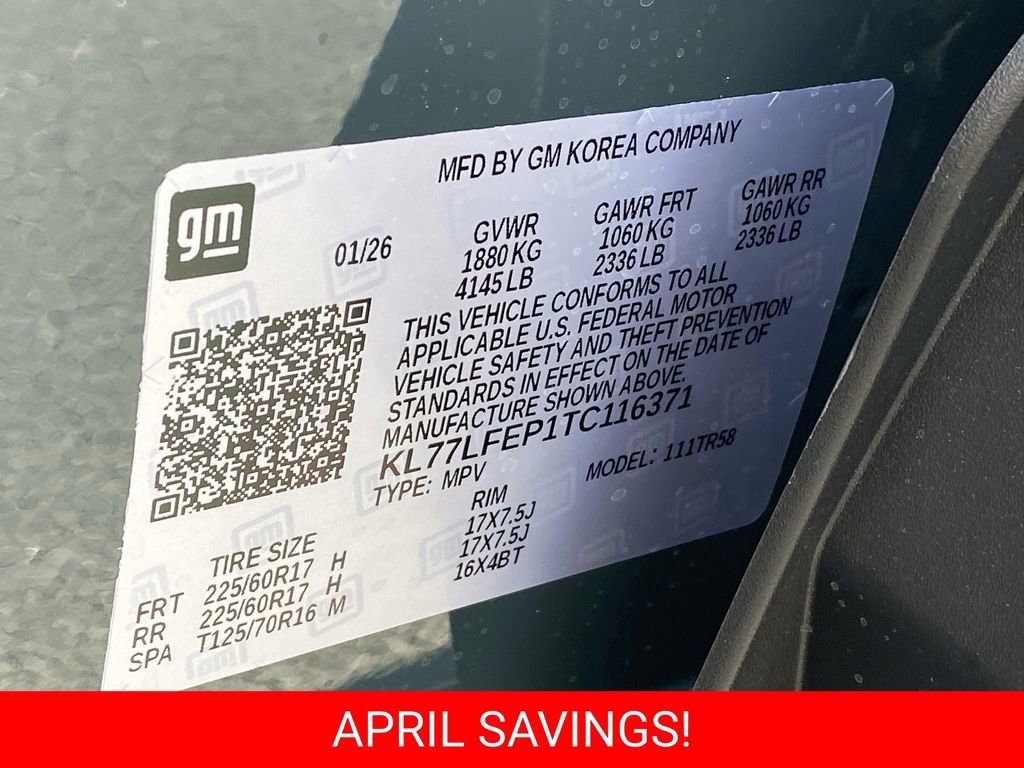 MFD BY GM KOREA COMPANY
gm
01/26
GVWR
1880 KG
4145 LB
GAWR FRT
1060 KG
2336 LB
GAWR RR
1060 KG
2336 LB
THIS VEHICLE CONFORMS TO ALL
APPLICABLE U.S. FEDERAL MOTOR
VEHICLE SAFETY AND THEFT PREVENTION
STANDARDS IN EFFECT ON THE DATE OF
MANUFACTURE SHOWN ABOVE.
KL77LFEP1TC116371
TYPE: MPV MODEL: 111TR58
TIRE SIZE RIM
FRT 225/60R17 H 17X7.5J
RR 225/60R17 H 17X7.5J
SPA T125/70R16 M 16X4BT
APRIL SAVINGS!